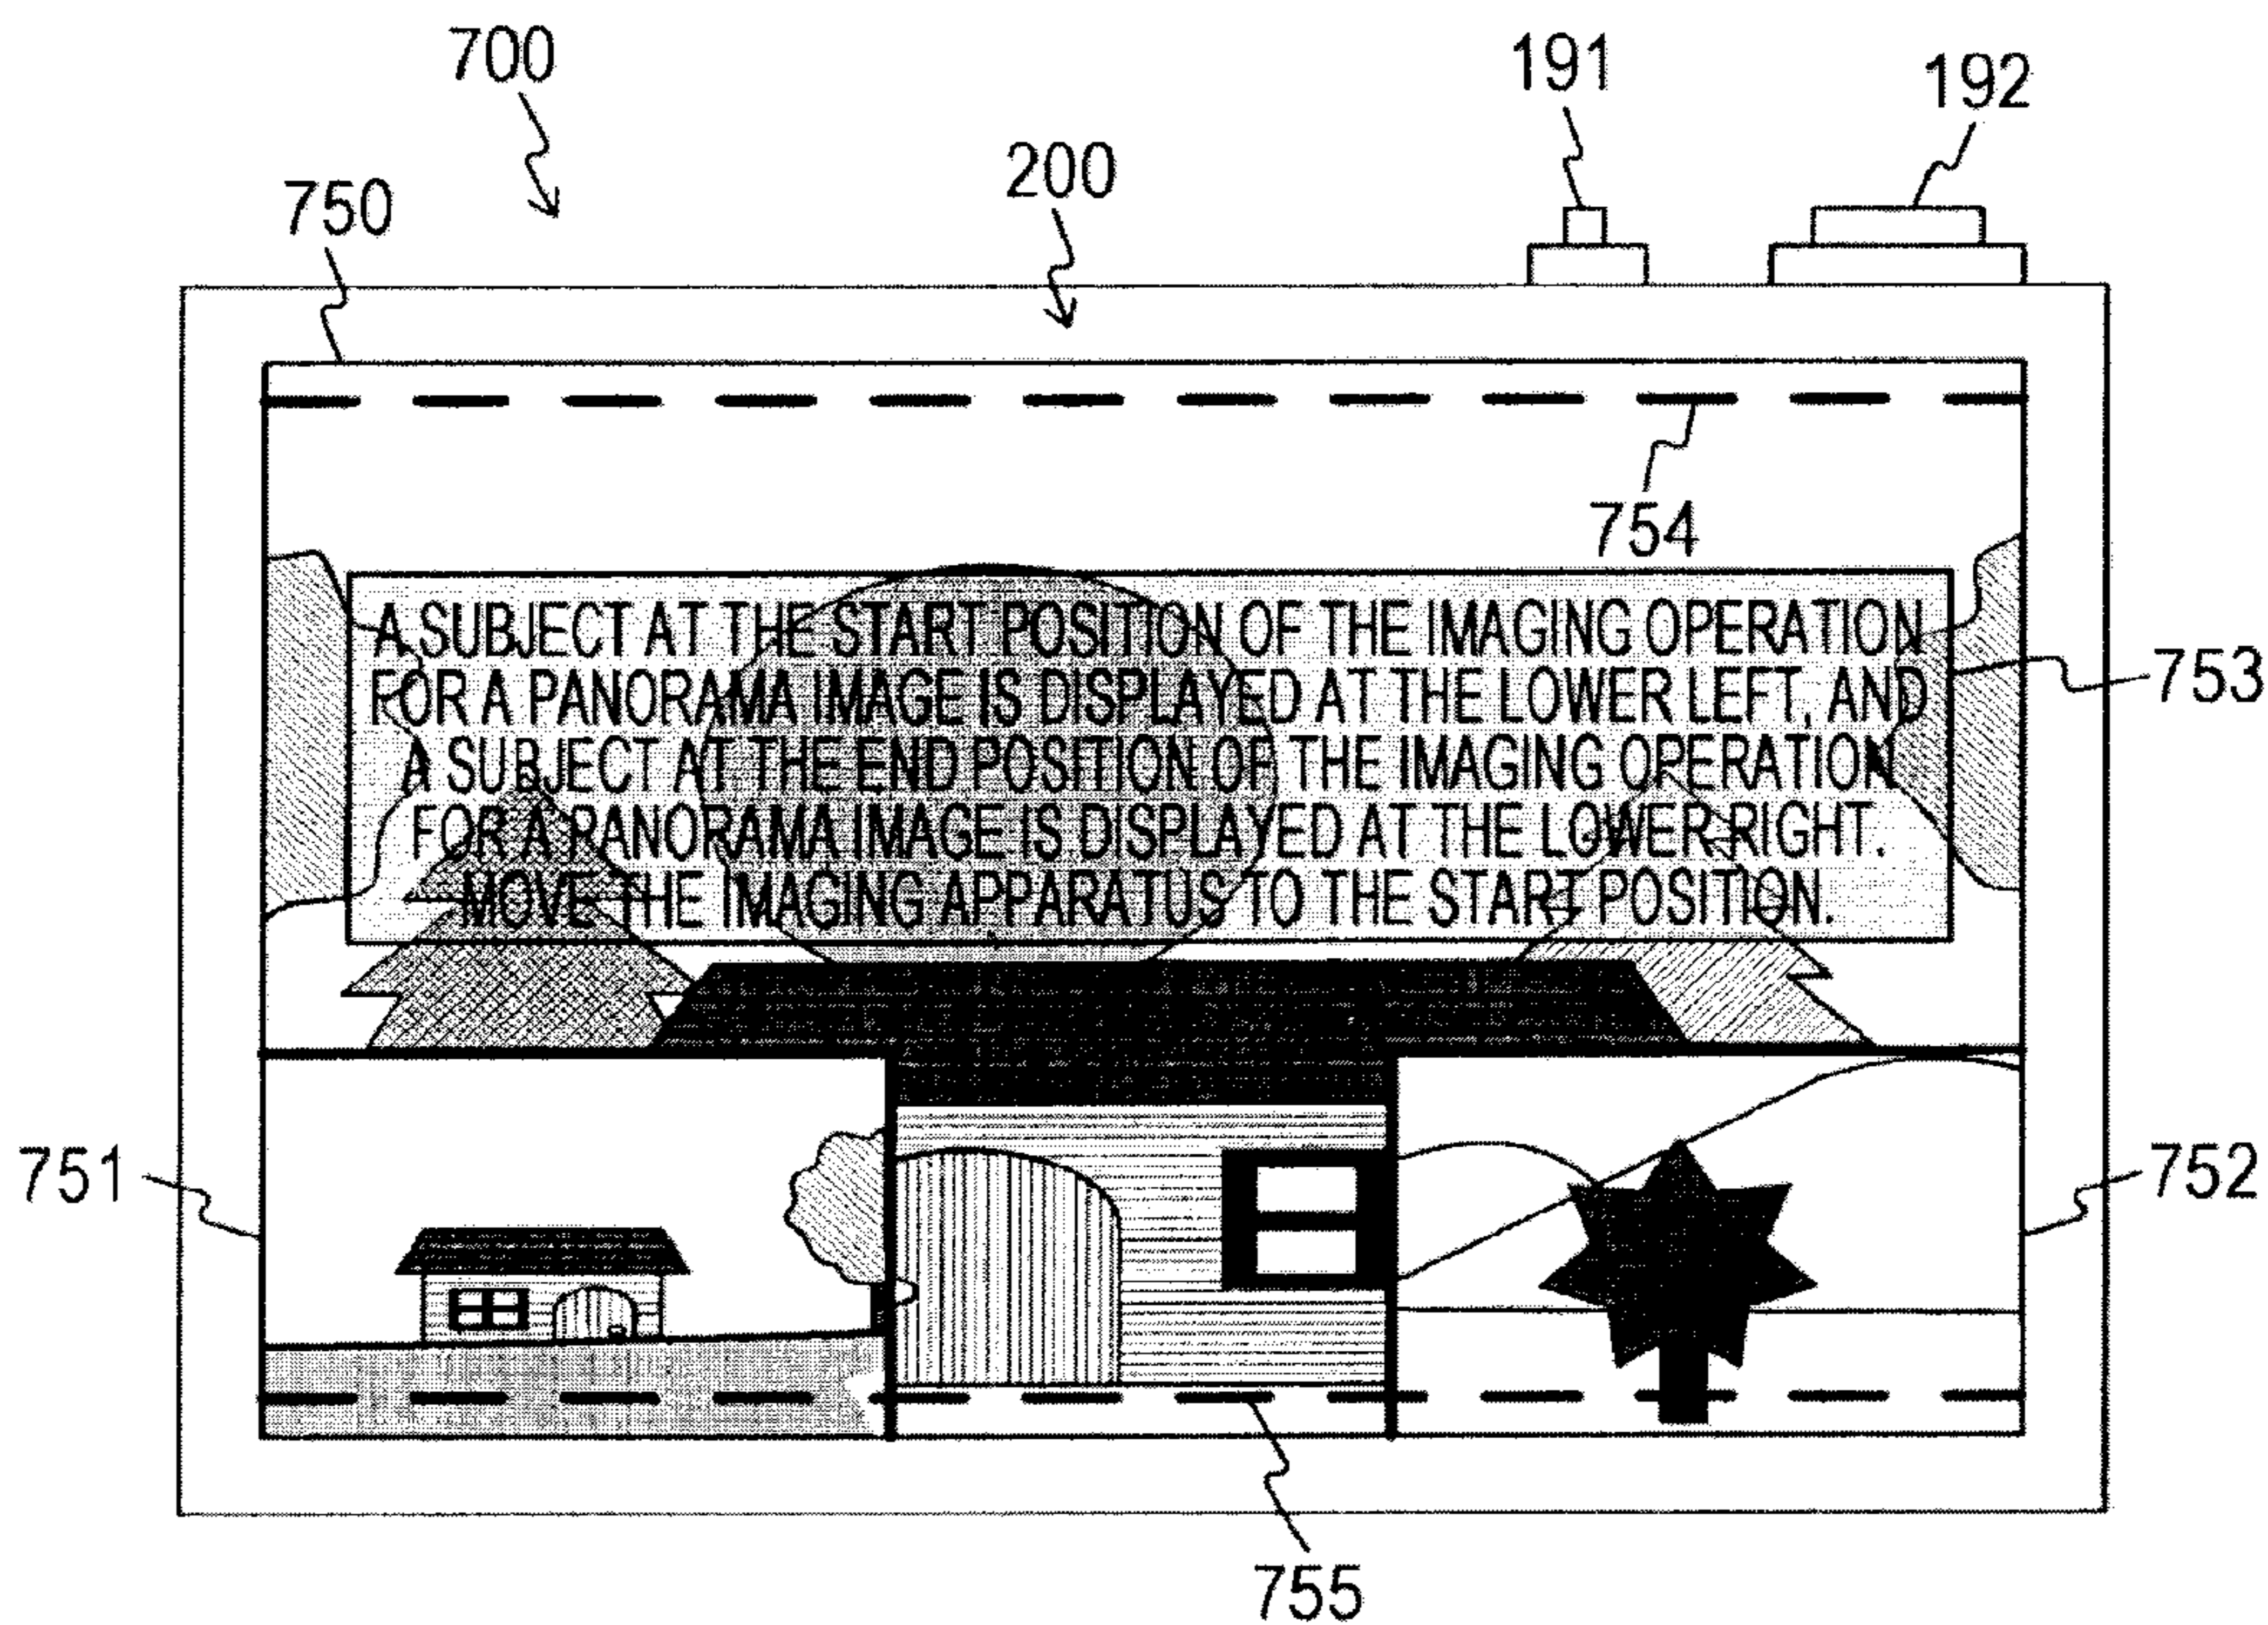 700
191
192
200
750
754
A SUBJECT AT THE START POSITION OF THE IMAGING OPERATION
FOR A PANORAMA IMAGE IS DISPLAYED AT THE LOWER LEFT, AND
A SUBJECT AT THE END POSITION OF THE IMAGING OPERATION
FOR A PANORAMA IMAGE IS DISPLAYED AT THE LOWER RIGHT.
MOVE THE IMAGING APPARATUS TO THE START POSITION.
753
751
752
755